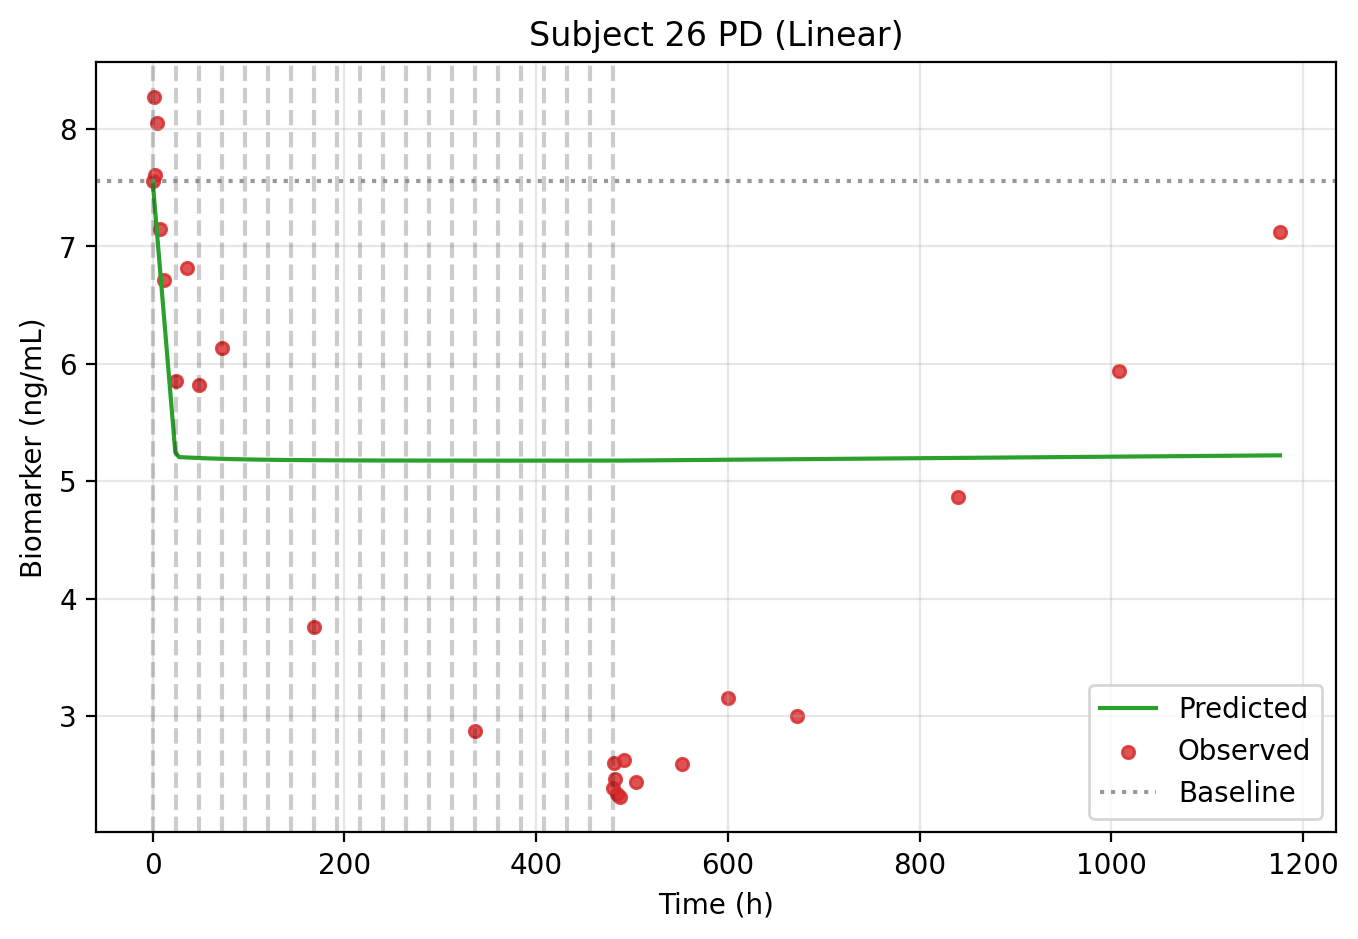 Subject 26 PD (Linear)
Biomarker (ng/mL)
8
7
6
5
4
3
0 200 400 600 800 1000 1200
Time (h)
Predicted
Observed
Baseline